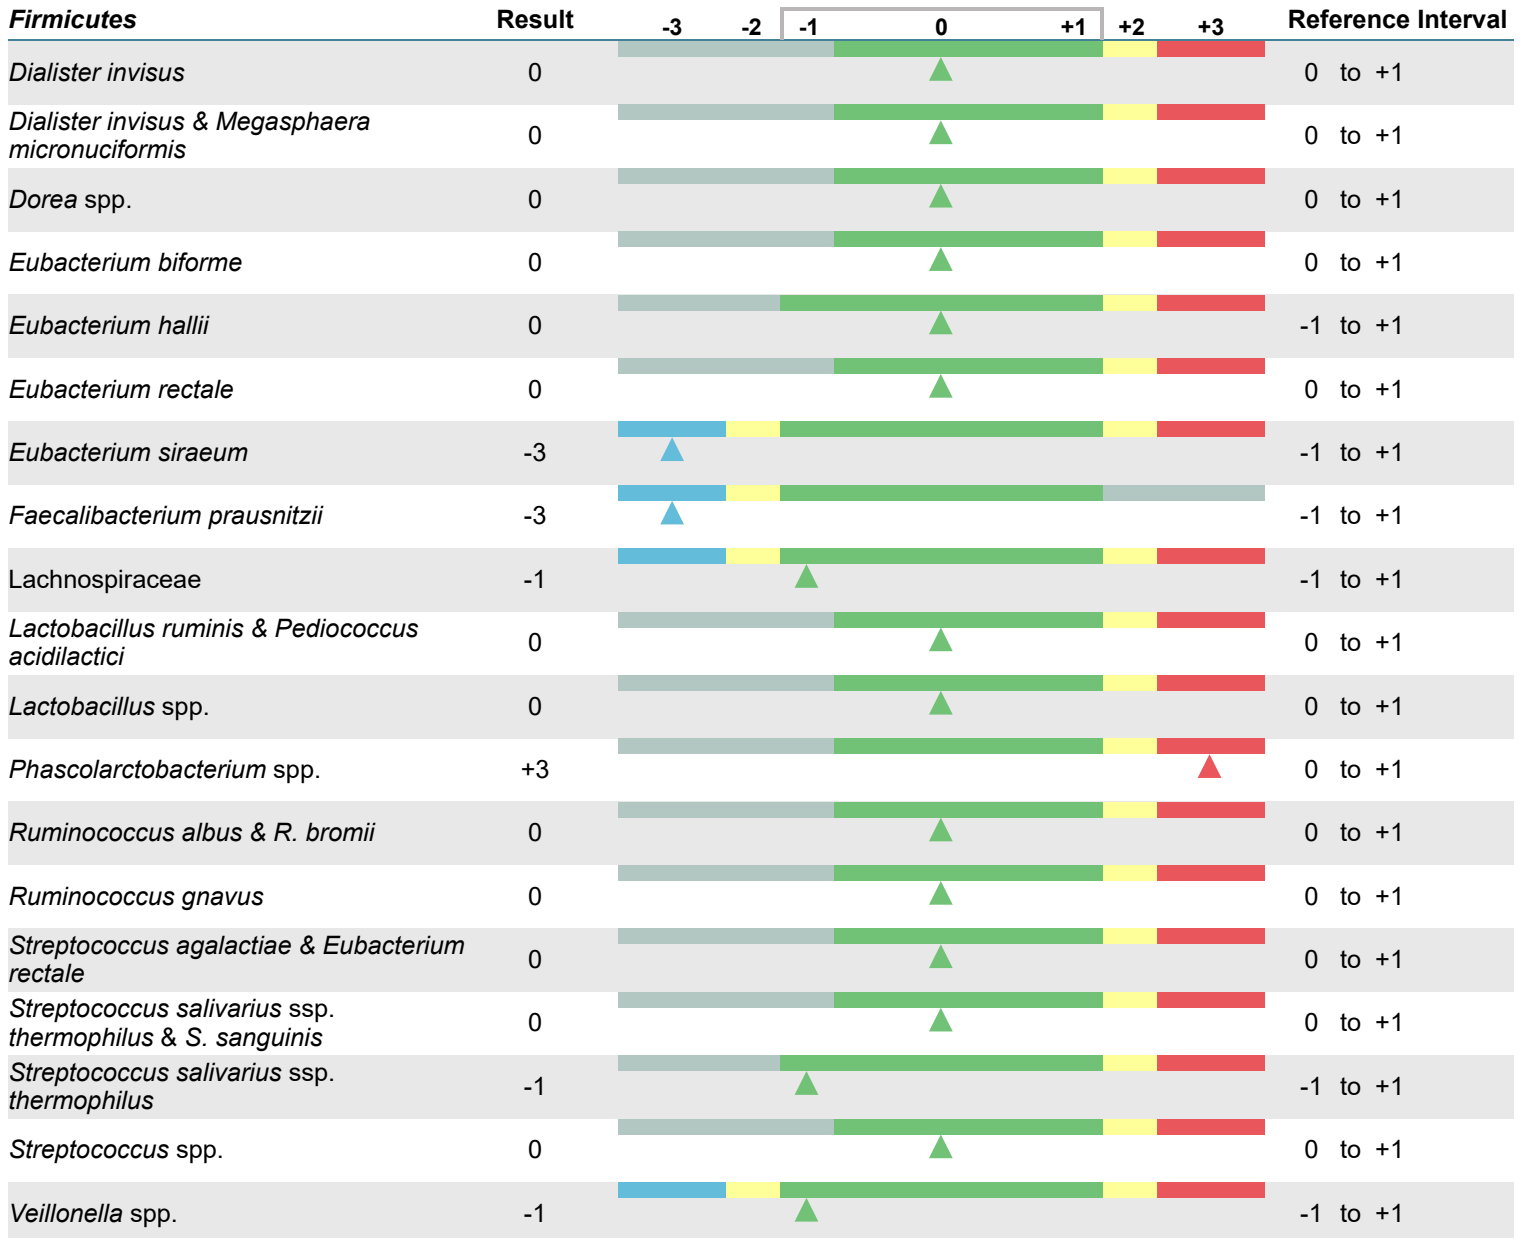 Firmicutes Result -3 -2 -1 0 +1 +2 +3 Reference Interval
Dialister invisus 0 0 to +1
Dialister invisus & Megasphaera
micronuciformis 0 0 to +1
Dorea spp. 0 0 to +1
Eubacterium biforme 0 0 to +1
Eubacterium hallii 0 -1 to +1
Eubacterium rectale 0 0 to +1
Eubacterium siraeum -3 -1 to +1
Faecalibacterium prausnitzii -3 -1 to +1
Lachnospiraceae -1 -1 to +1
Lactobacillus ruminis & Pediococcus
acidilactici 0 0 to +1
Lactobacillus spp. 0 0 to +1
Phascolarctobacterium spp. +3 0 to +1
Ruminococcus albus & R. bromii 0 0 to +1
Ruminococcus gnavus 0 0 to +1
Streptococcus agalactiae & Eubacterium
rectale 0 0 to +1
Streptococcus salivarius ssp.
thermophilus & S. sanguinis 0 0 to +1
Streptococcus salivarius ssp.
thermophilus -1 -1 to +1
Streptococcus spp. 0 0 to +1
Veillonella spp. -1 -1 to +1